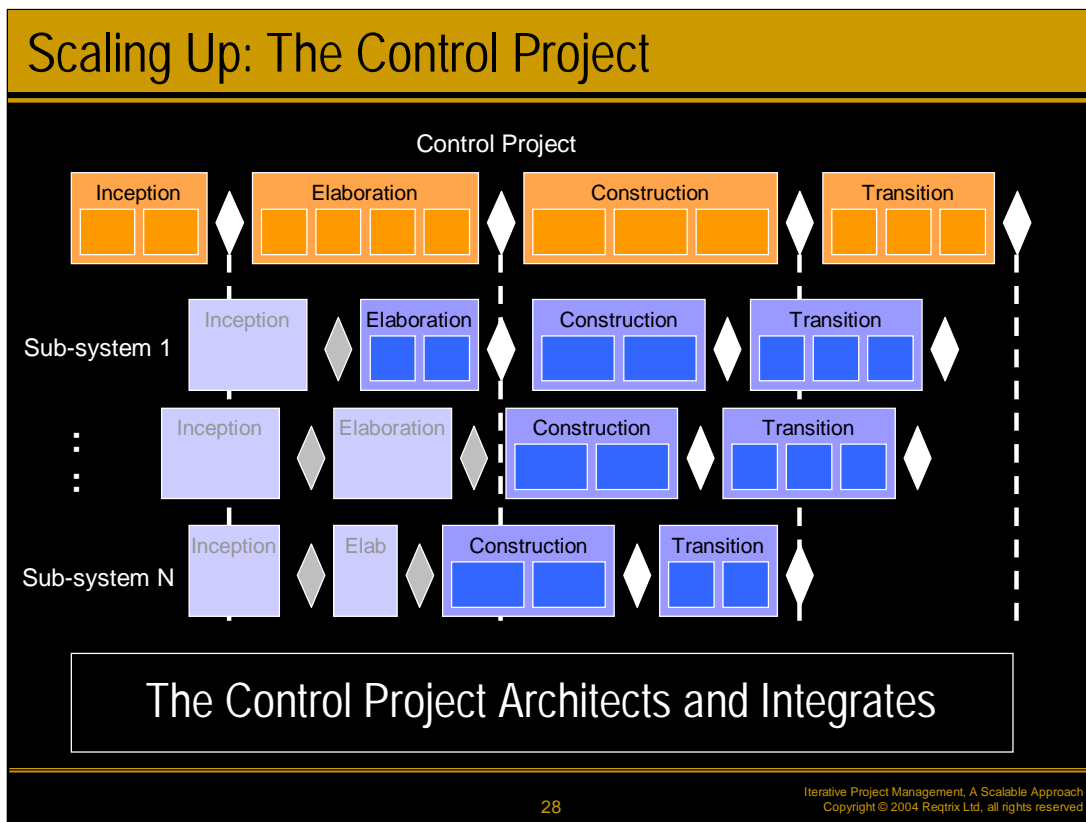 Scaling Up: The Control Project
Control Project
Inception Elaboration Construction Transition
Sub-system 1 Inception Elaboration Construction Transition
:
:
Inception Elaboration Construction Transition
Sub-system N Inception Elab Construction Transition
The Control Project Architects and Integrates
28
Iterative Project Management, A Scalable Approach
Copyright © 2004 Reqtrix Ltd, all rights reserved